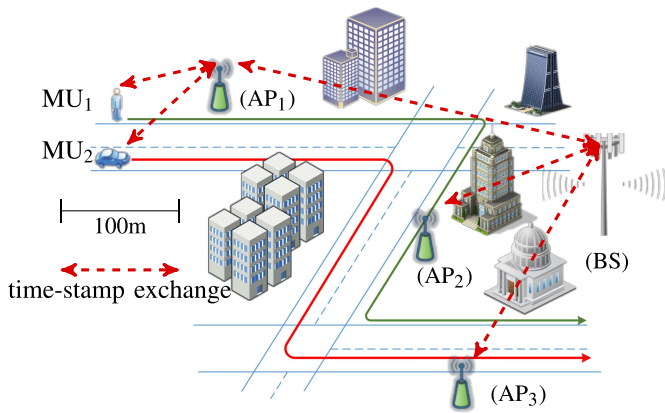 MU₁
(AP₁)
MU₂
100m
time-stamp exchange
(AP₂)
(BS)
(AP₃)